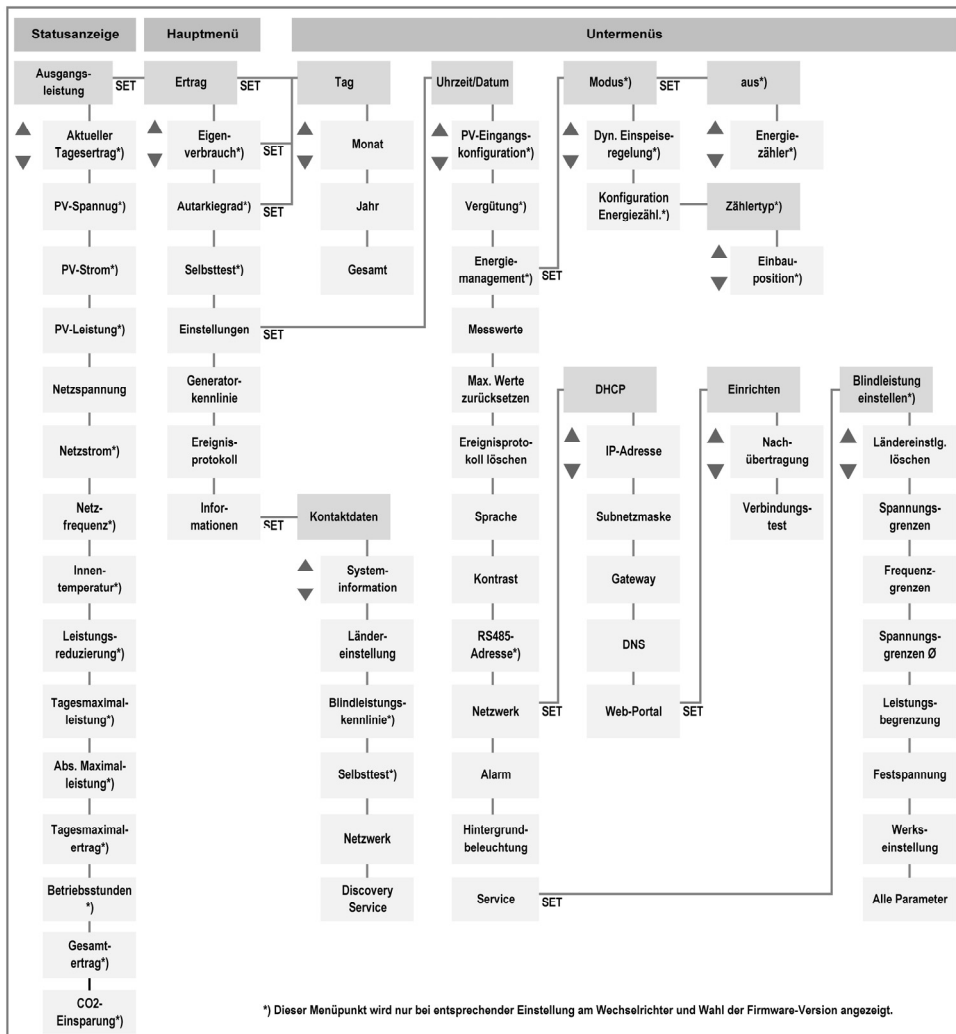 Statusanzeige
Hauptmenü
Untermenüs
Ausgangs-
leistung
SET
Aktueller
Tagesertrag*)
PV-Spannug*)
PV-Strom*)
PV-Leistung*)
Netzspannung
Netzstrom*)
Netz-
frequenz*)
Innen-
temperatur*)
Leistungs-
reduzierung*)
Tagesmaximal-
leistung*)
Abs. Maximal-
leistung*)
Tagesmaximal-
ertrag*)
Betriebsstunden
*)
Gesamt-
ertrag*)
CO2-
Einsparung*)
Ertrag
SET
Eigen-
verbrauch*)
SET
Autarkiegrad*)
SET
Selbsttest*)
Einstellungen
SET
Generator-
kennlinie
Ereignis-
protokoll
Infor-
mationen
SET
Tag
Monat
Jahr
Gesamt
Kontaktdaten
System-
information
Länder-
einstellung
Blindleistungs-
kennlinie*)
Selbsttest*)
Netzwerk
Discovery
Service
Uhrzeit/Datum
PV-Eingangs-
konfiguration*)
Vergütung*)
Energie-
management*)
SET
Messwerte
Max. Werte
zurücksetzen
Ereignisproto-
koll löschen
Sprache
Kontrast
RS485-
Adresse*)
Netzwerk
SET
Alarm
Hintergrund-
beleuchtung
Service
SET
Modus*)
SET
Dyn. Einspeise-
regelung*)
Konfiguration
Energiezähl.*)
aus*)
Energie-
zähler*)
Zählertyp*)
Einbau-
position*)
DHCP
IP-Adresse
Subnetzmaske
Gateway
DNS
Web-Portal
SET
Einrichten
Nach-
übertragung
Verbindungs-
test
Blindleistung
einstellen*)
Ländereinstlg.
löschen
Spannungs-
grenzen
Frequenz-
grenzen
Spannungs-
grenzen Ø
Leistungs-
begrenzung
Festspannung
Werks-
einstellung
Alle Parameter
*) Dieser Menüpunkt wird nur bei entsprechender Einstellung am Wechselrichter und Wahl der Firmware-Version angezeigt.